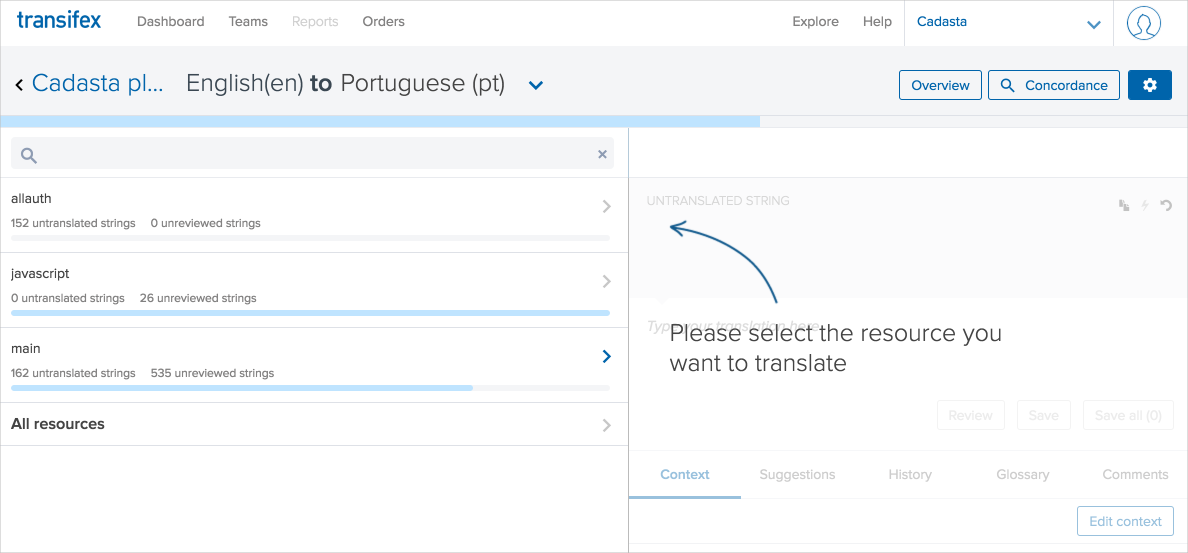 transifex Dashboard Teams Reports Orders Explore Help Cadasta
Cadasta pl... English(en) to Portuguese (pt) Overview Concordance
allauth
152 untranslated strings 0 unreviewed strings
javascript
0 untranslated strings 26 unreviewed strings
main
162 untranslated strings 535 unreviewed strings
All resources
UNTRANSLATED STRING
Type your translation here
Please select the resource you
want to translate
Review Save Save all (0)
Context Suggestions History Glossary Comments
Edit context